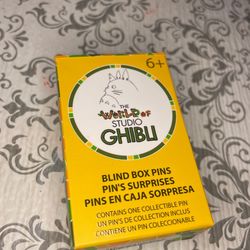 6+
THE
WORLD OF
STUDIO
GHIBLI
BLIND BOX PINS
PIN'S SURPRISES
PINS EN CAJA SORPRESA
CONTAINS ONE COLLECTIBLE PIN
UN PIN'S DE COLLECTION INCLUS
CONTIENE UN PIN COLECCIONABLE